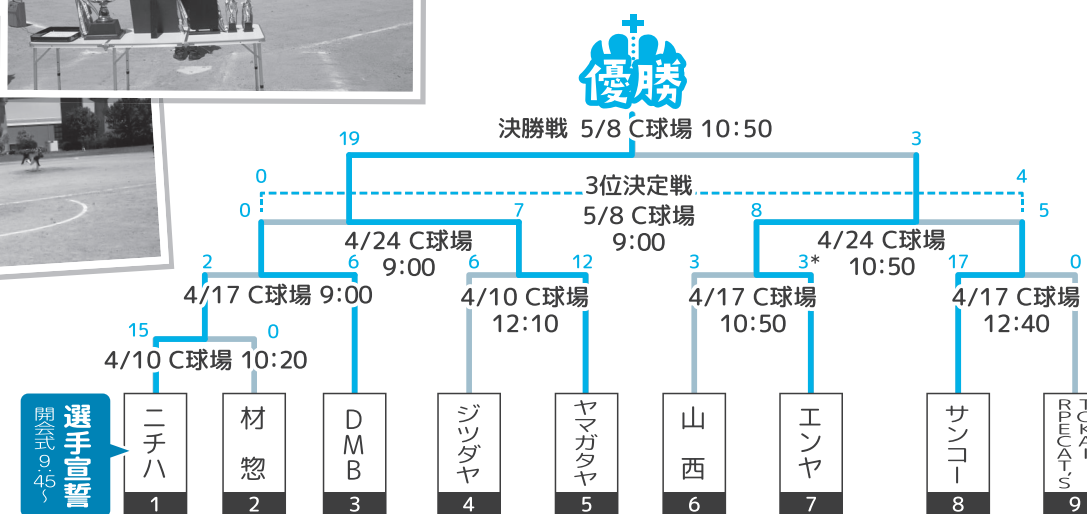 優勝
決勝戦 5/8 C球場 10:50
19
3
0
3位決定戦
4
0
7
5/8 C球場
9:00
8
5
4/24 C球場
9:00
4/24 C球場
10:50
2
6
6
12
3
3*
17
0
4/17 C球場 9:00
4/10 C球場
12:10
4/17 C球場
10:50
4/17 C球場
12:40
15
0
4/10 C球場 10:20
選手宣誓
開会式 9:45~
ニチハ
材惣
DMB
ジツダヤ
ヤマガタヤ
山西
エンヤ
サンコー
TOKAI
RPECAT'S
1
2
3
4
5
6
7
8
9